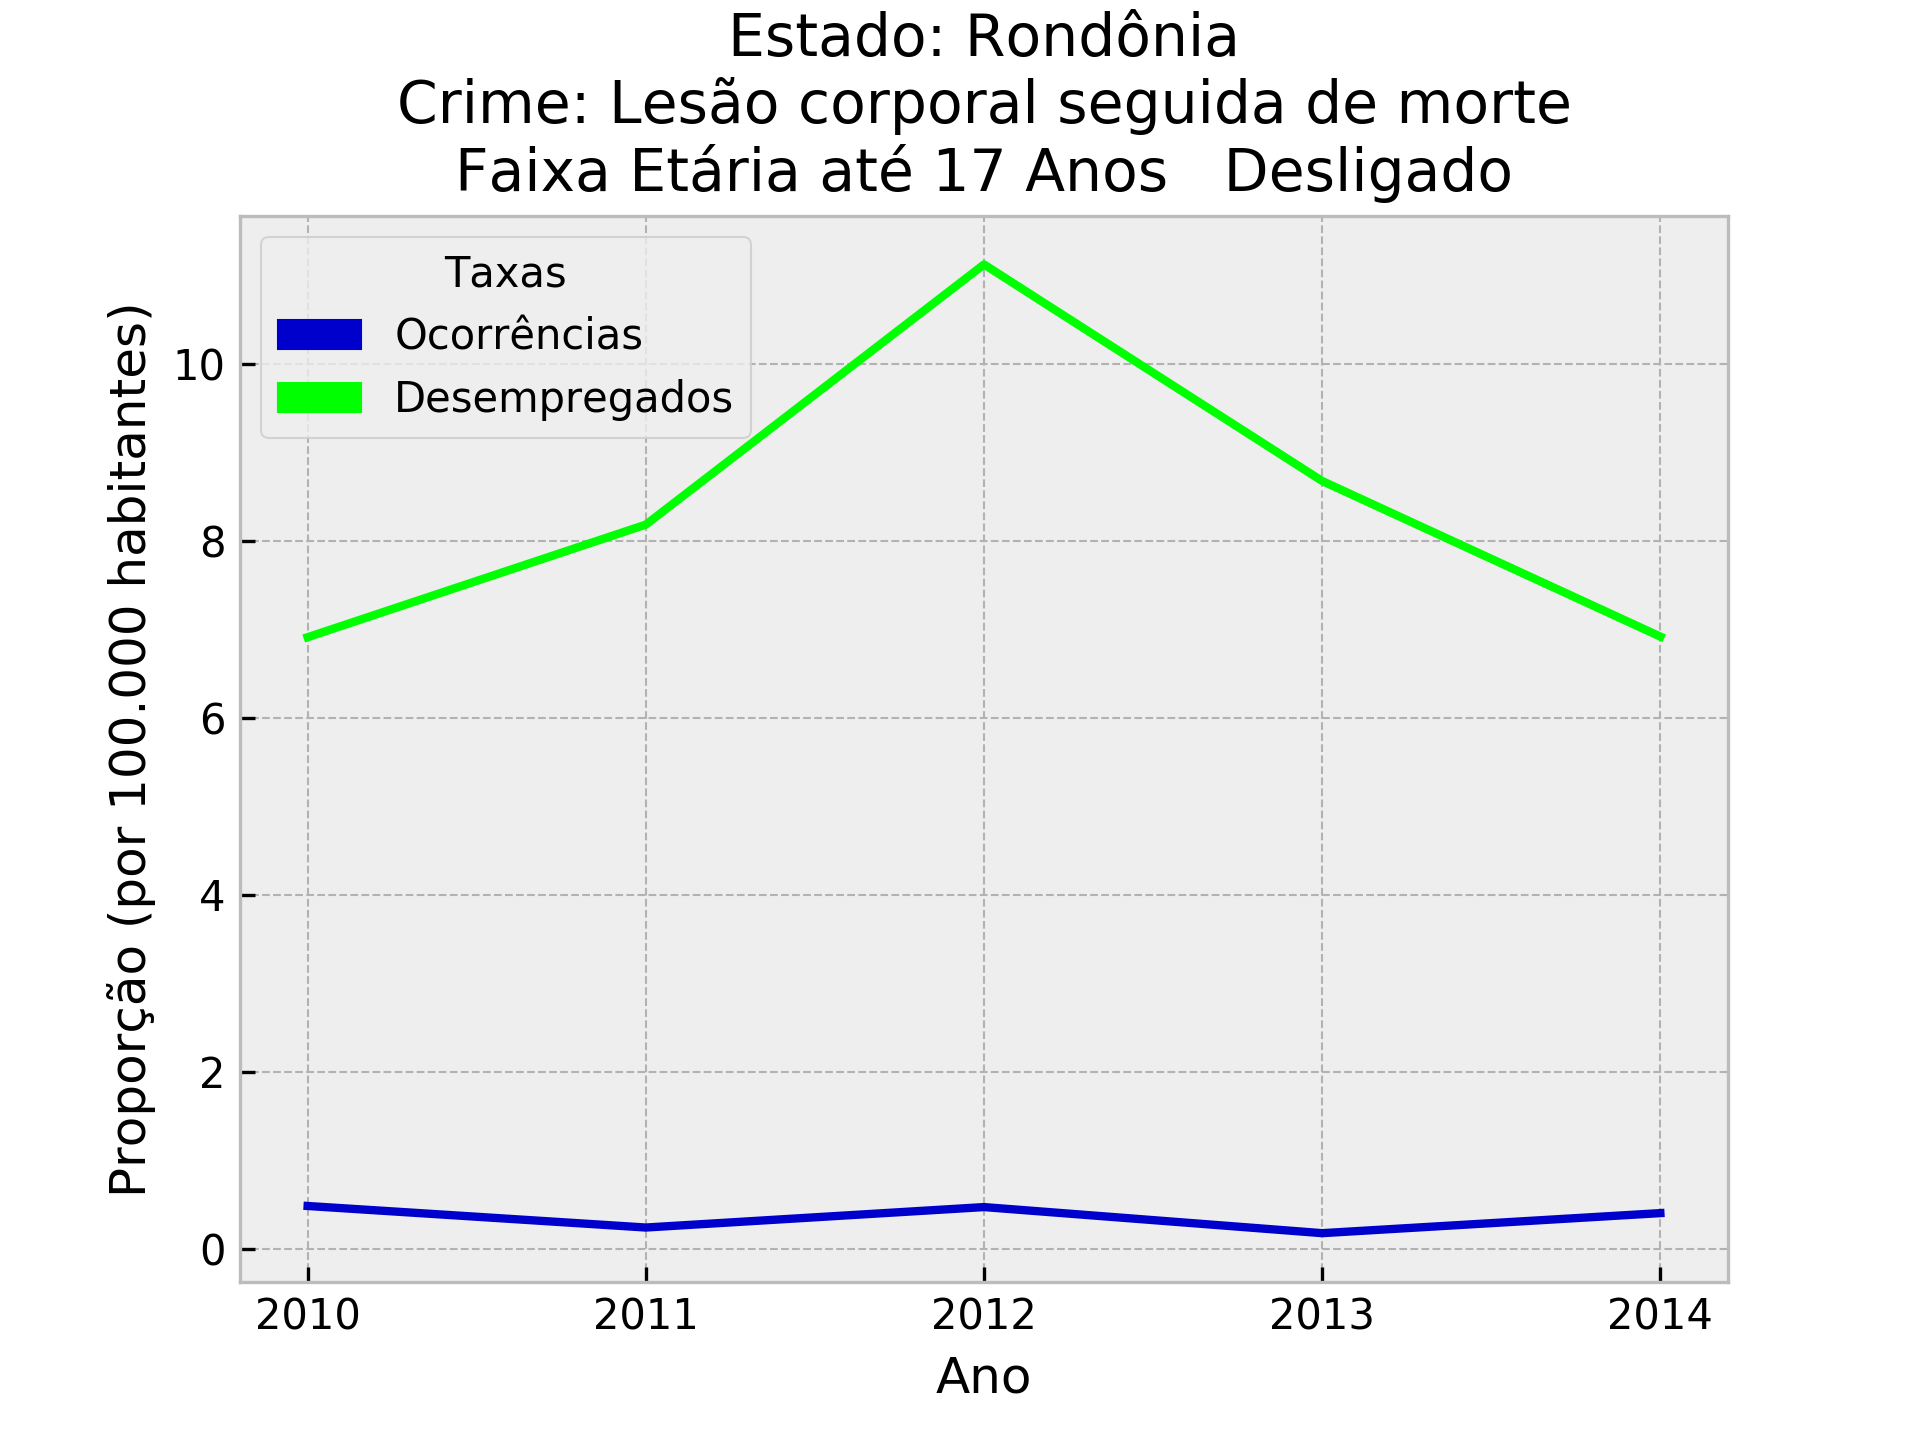 Estado: Rondônia
Crime: Lesão corporal seguida de morte
Faixa Etária até 17 Anos   Desligado
Taxas
Ocorrências
Desempregados
Proporção (por 100.000 habitantes)
10
8
6
4
2
0
2010 2011 2012 2013 2014
Ano